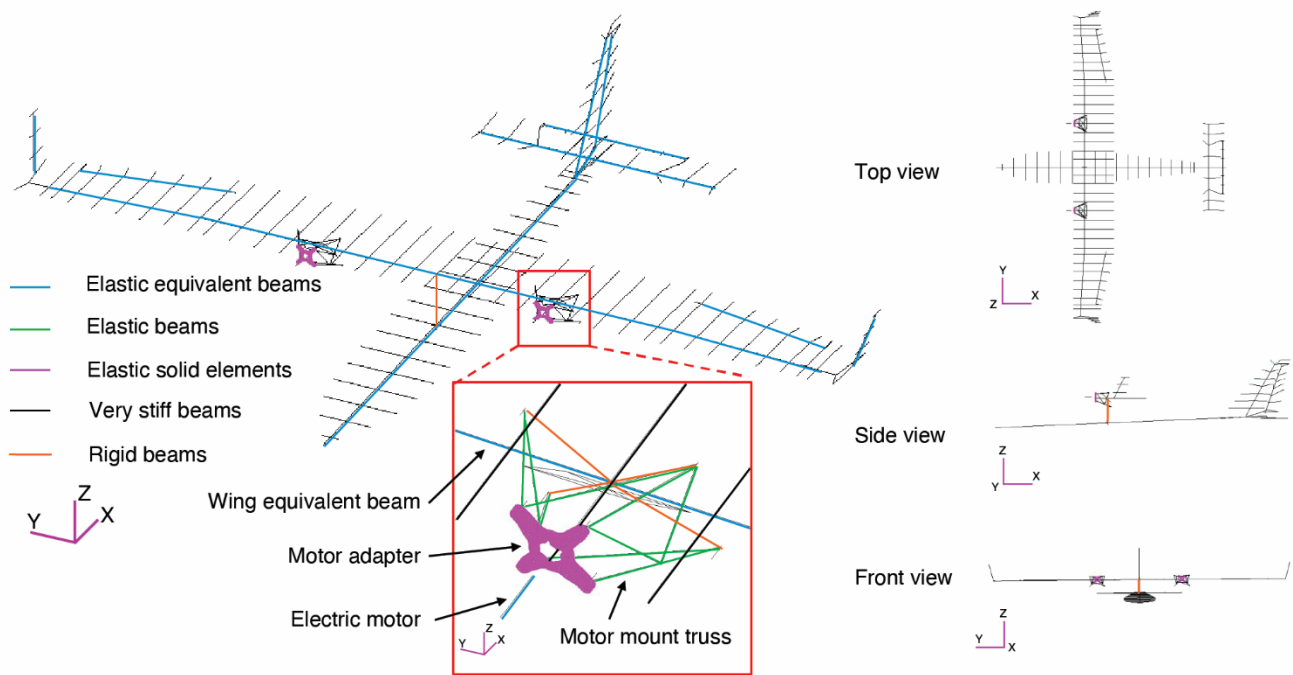 Elastic equivalent beams
Elastic beams
Elastic solid elements
Very stiff beams
Rigid beams
Z
Y
X
Wing equivalent beam
Motor adapter
Electric motor
Motor mount truss
Z
Y
X
Top view
Y
Z
X
Side view
Z
Y
X
Front view
Z
Y
X